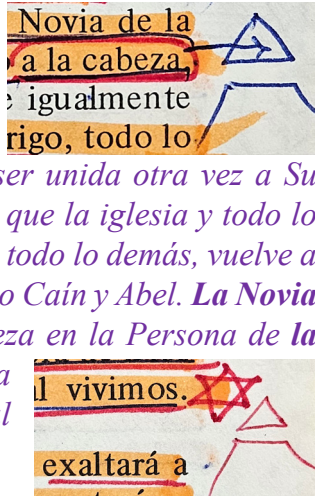 Novia de la
a la cabeza,
igualmente
rigo, todo lo
ser unida otra vez a Su
que la iglesia y todo lo
todo lo demás, vuelve a
o Caín y Abel. La Novia
eza en la Persona de la
a
l vivimos.
l
exaltará a